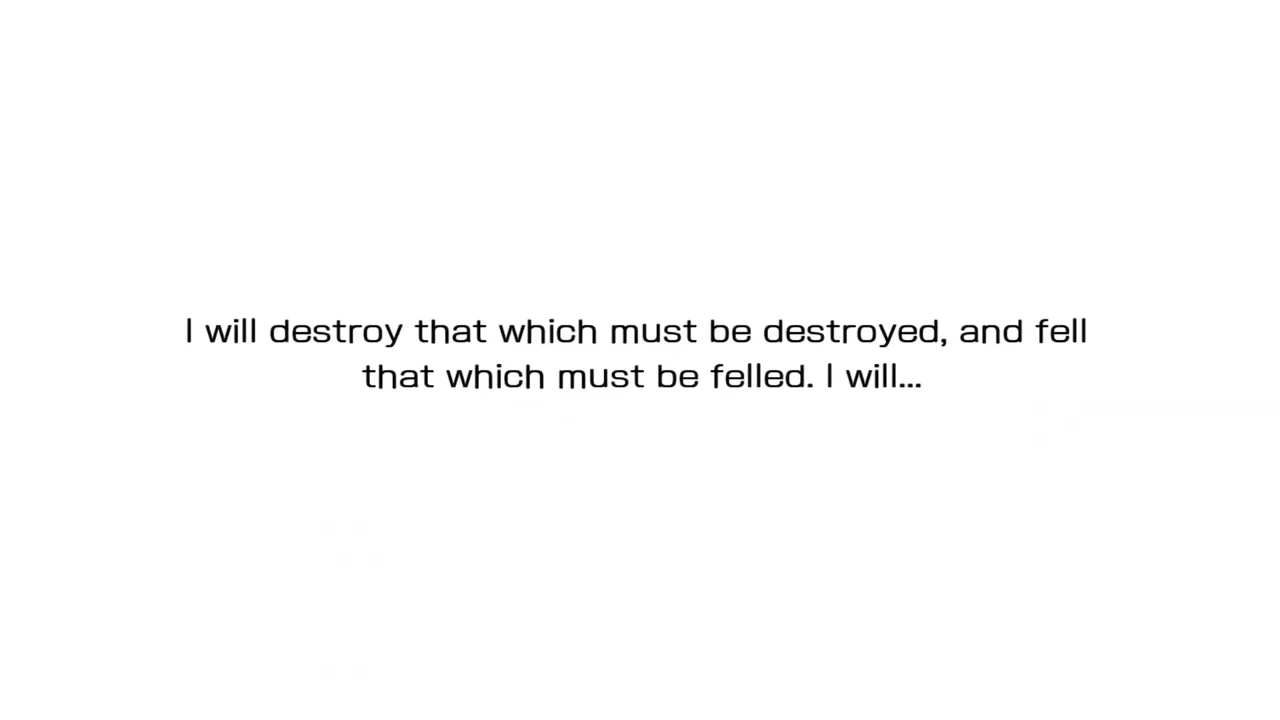 I will destroy that which must be destroyed, and fell
that which must be felled. I will...